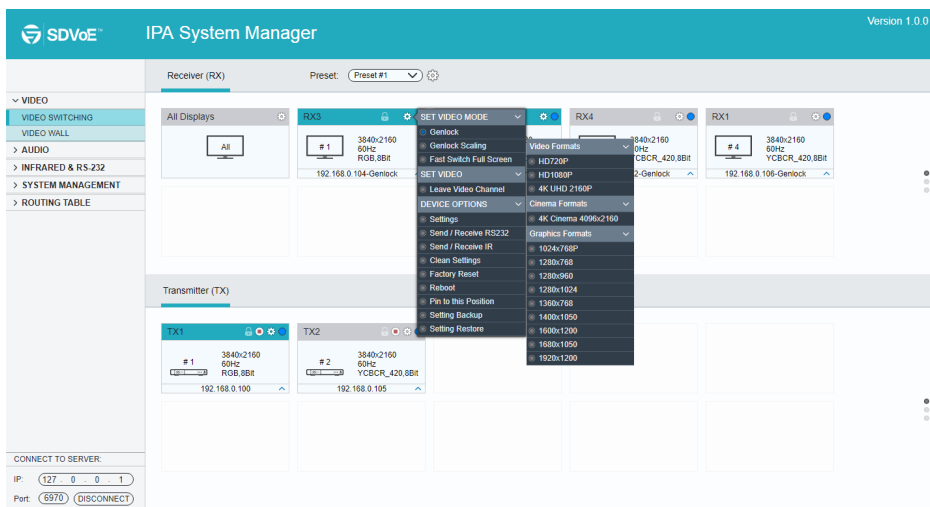 SDVoE™
IPA System Manager
Version 1.0.0
Receiver (RX)
Preset:
Preset #1
VIDEO
VIDEO SWITCHING
VIDEO WALL
AUDIO
INFRARED & RS-232
SYSTEM MANAGEMENT
ROUTING TABLE
All Displays
All
RX3
# 1
3840x2160
60Hz
RGB,8Bit
192.168.0.104-Genlock
SET VIDEO MODE
Genlock
Genlock Scaling
Fast Switch Full Screen
SET VIDEO
Leave Video Channel
DEVICE OPTIONS
Settings
Send / Receive RS232
Send / Receive IR
Clean Settings
Factory Reset
Reboot
Pin to this Position
Setting Backup
Setting Restore
Video Formats
HD720P
HD1080P
4K UHD 2160P
Cinema Formats
4K Cinema 4096x2160
Graphics Formats
1024x768P
1280x768
1280x960
1280x1024
1360x768
1400x1050
1600x1200
1680x1050
1920x1200
RX4
3840x2160
60Hz
YCBCR_420,8Bit
2-Genlock
RX1
# 4
3840x2160
60Hz
YCBCR_420,8Bit
192.168.0.106-Genlock
Transmitter (TX)
TX1
# 1
3840x2160
60Hz
RGB,8Bit
192.168.0.100
TX2
# 2
3840x2160
60Hz
YCBCR_420,8Bit
192.168.0.105
CONNECT TO SERVER:
IP: 127 . 0 . 0 . 1
Port: 6970 DISCONNECT